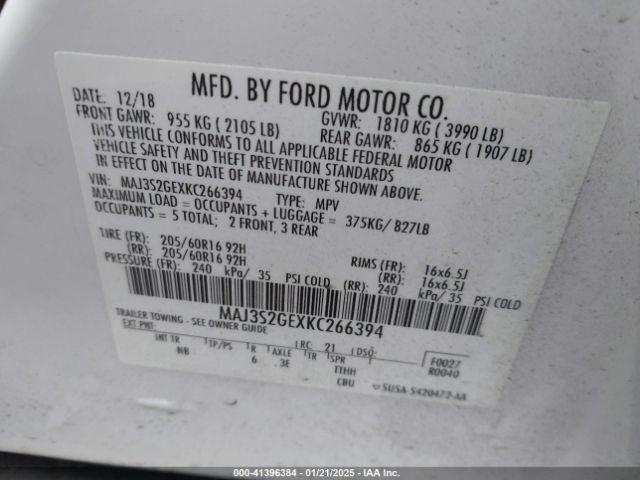 MFD. BY FORD MOTOR CO.
DATE: 12/18 GVWR: 1810 KG ( 3990 LB)
FRONT GAWR: 955 KG ( 2105 LB) REAR GAWR: 865 KG ( 1907 LB)
THIS VEHICLE CONFORMS TO ALL APPLICABLE FEDERAL MOTOR
VEHICLE SAFETY AND THEFT PREVENTION STANDARDS
IN EFFECT ON THE DATE OF MANUFACTURE SHOWN ABOVE.
VIN: MAJ3S2GEXKC266394 TYPE: MPV
MAXIMUM LOAD = OCCUPANTS + LUGGAGE = 375KG/ 827LB
OCCUPANTS = 5 TOTAL; 2 FRONT, 3 REAR
TIRE (FR): 205/60R16 92H RIMS (FR): 16x6.5J
(RR): 205/60R16 92H (RR): 16x6.5J
PRESSURE (FR): 240 kPa/ 35 PSI COLD (RR): 240 kPa/ 35 PSI COLD
MAJ3S2GEXKC266394
TRAILER TOWING - SEE OWNER GUIDE
EXT PNT: RC: 21 DSO: F0027
INT TR TP/PS R AXLE TR SPR R0040
NB 6 3E TTHH
CBU SUSA-5420472-AA
000-41396384 | 01/21/2025 | IAA Inc.